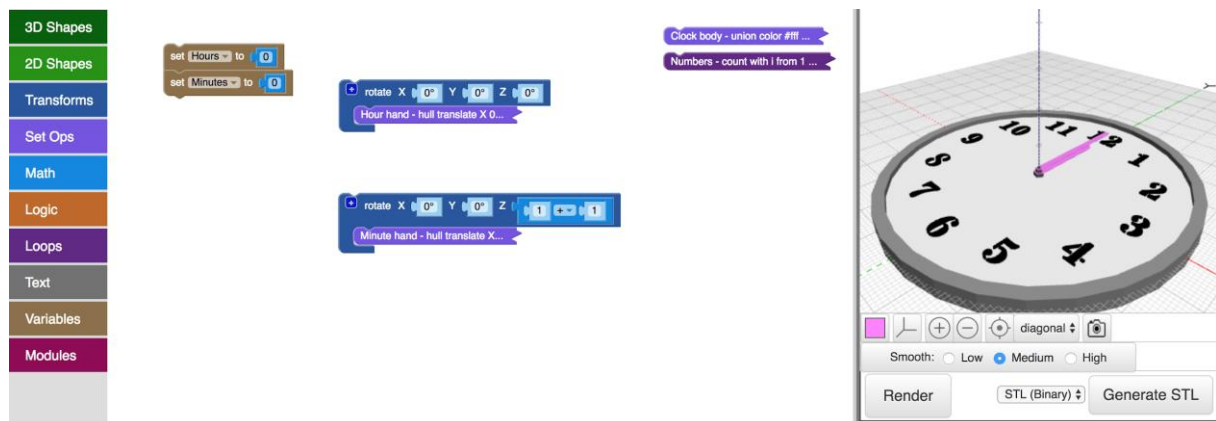 3D Shapes
2D Shapes
Transforms
Set Ops
Math
Logic
Loops
Text
Variables
Modules
set Hours to 0
set Minutes to 0
rotate X 0° Y 0° Z 0°
Hour hand - hull translate X 0...
rotate X 0° Y 0° Z 1 + 1
Minute hand - hull translate X...
Clock body - union color #fff ...
Numbers - count with i from 1 ...
12
1
2
3
4
5
6
7
8
9
10
11
diagonal
Smooth: Low Medium High
Render STL (Binary) Generate STL